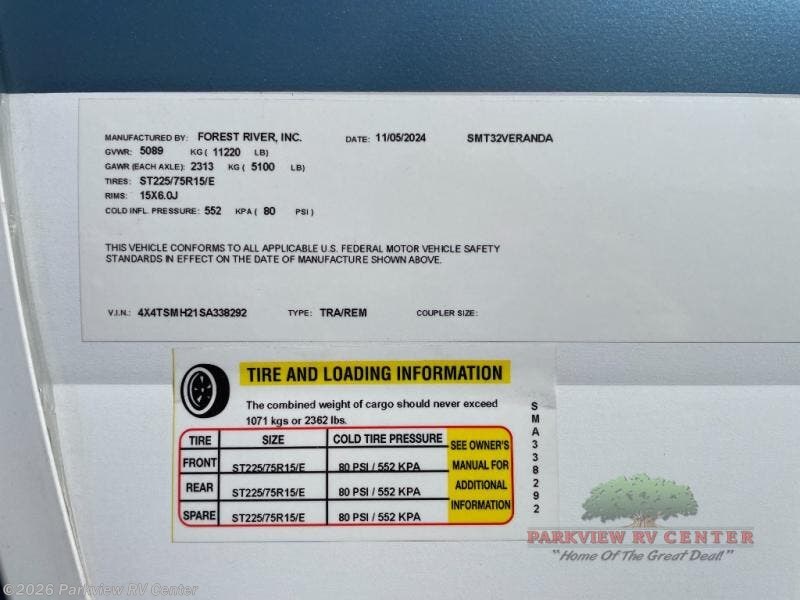 MANUFACTURED BY: FOREST RIVER, INC. DATE: 11/05/2024 SMT32VERANDA
GVWR: 5089 KG ( 11220 LB)
GAWR (EACH AXLE): 2313 KG ( 5100 LB)
TIRES: ST225/75R15/E
RIMS: 15X6.0J
COLD INFL. PRESSURE: 552 KPA ( 80 PSI )
THIS VEHICLE CONFORMS TO ALL APPLICABLE U.S. FEDERAL MOTOR VEHICLE SAFETY
STANDARDS IN EFFECT ON THE DATE OF MANUFACTURE SHOWN ABOVE.
V.I.N.: 4X4TSMH21SA338292 TYPE: TRA/REM COUPLER SIZE:
TIRE AND LOADING INFORMATION
The combined weight of cargo should never exceed
1071 kgs or 2362 lbs.
TIRE SIZE COLD TIRE PRESSURE
FRONT ST225/75R15/E 80 PSI / 552 KPA
REAR ST225/75R15/E 80 PSI / 552 KPA
SPARE ST225/75R15/E 80 PSI / 552 KPA
SEE OWNER'S
MANUAL FOR
ADDITIONAL
INFORMATION
SMA338292
PARKVIEW RV CENTER
"Home Of The Great Deal!"
©2026 Parkview RV Center